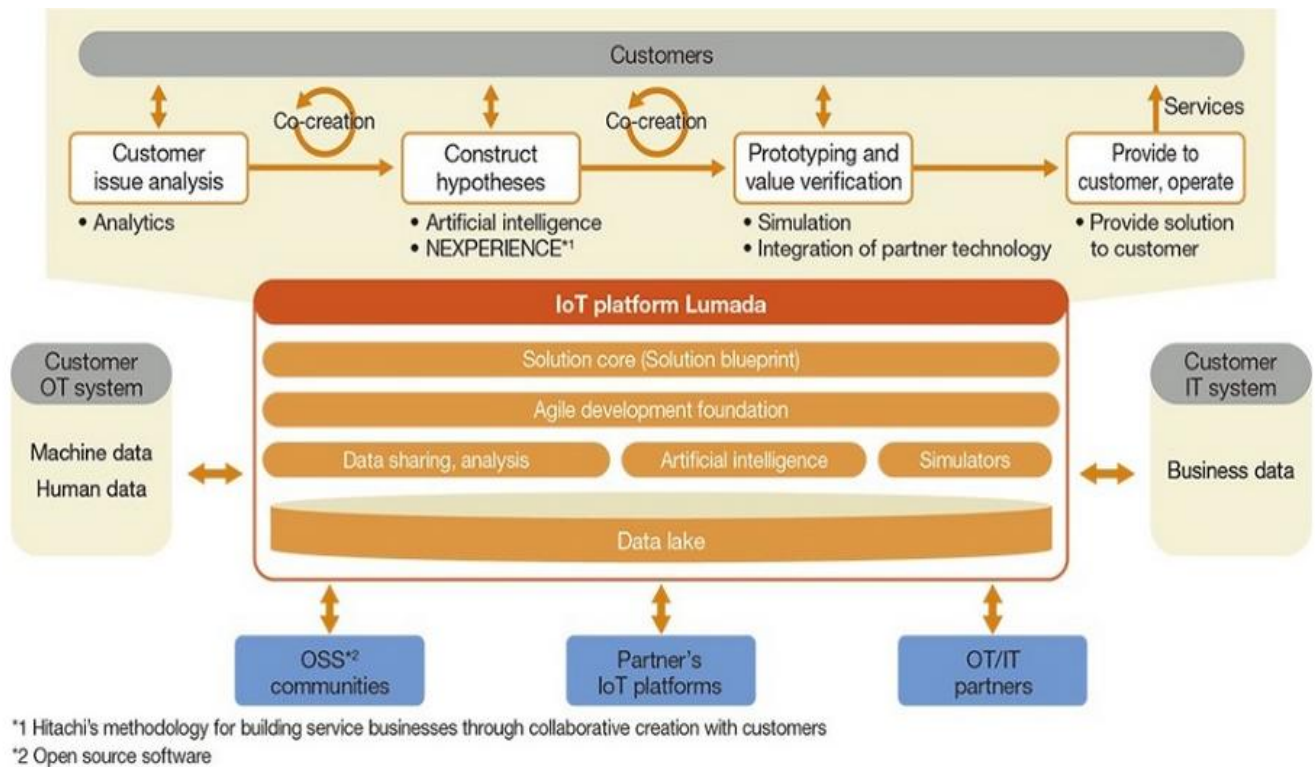 Customers
Co-creation
Co-creation
Services
Customer
issue analysis
Construct
hypotheses
Prototyping and
value verification
Provide to
customer, operate
• Analytics
• Artificial intelligence
• NEXPERIENCE*1
• Simulation
• Integration of partner technology
• Provide solution
to customer
IoT platform Lumada
Solution core (Solution blueprint)
Agile development foundation
Data sharing, analysis
Artificial intelligence
Simulators
Data lake
Customer
OT system
Machine data
Human data
Customer
IT system
Business data
OSS*2
communities
Partner's
IoT platforms
OT/IT
partners
*1 Hitachi's methodology for building service businesses through collaborative creation with customers
*2 Open source software